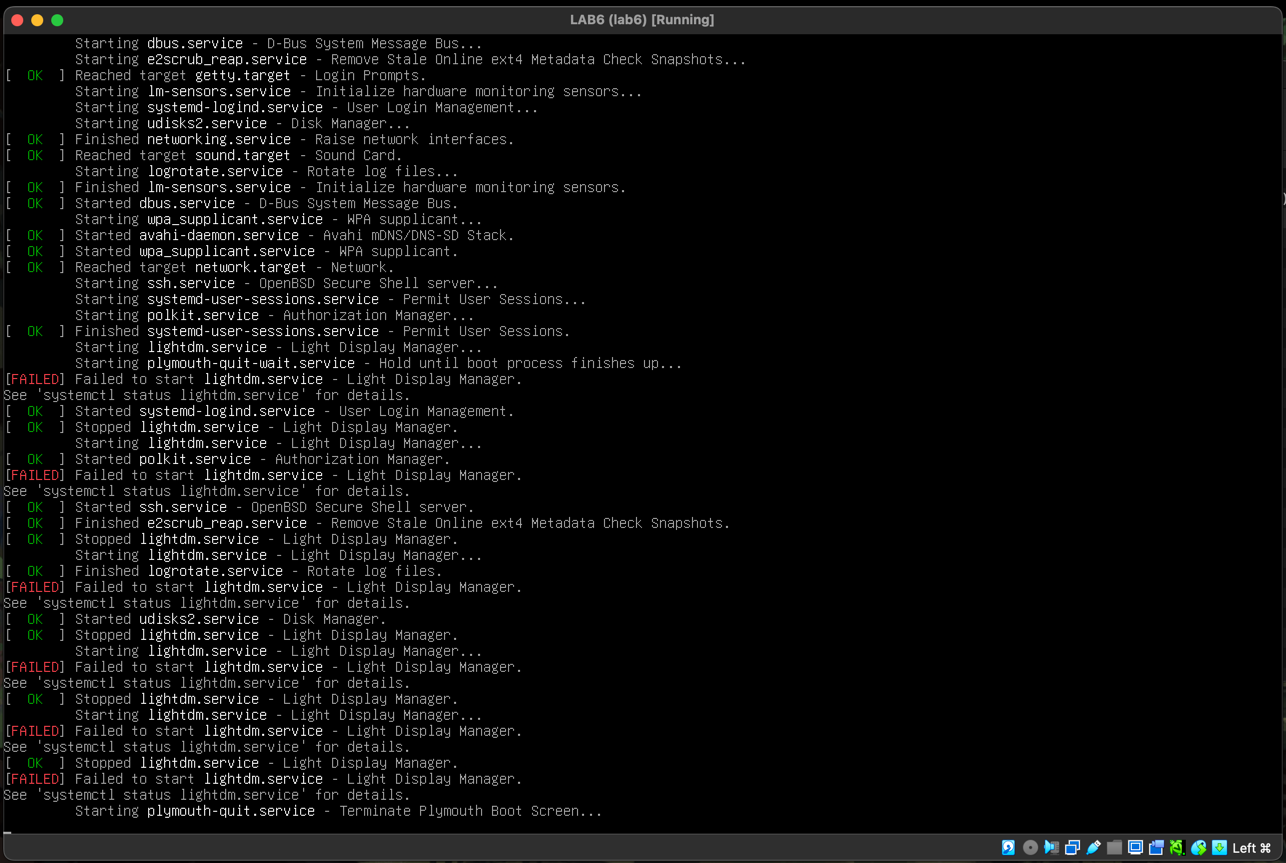 LAB6 (lab6) [Running]
Starting dbus.service - D-Bus System Message Bus...
Starting e2scrub_reap.service - Remove Stale Online ext4 Metadata Check Snapshots...
[  OK  ] Reached target getty.target - Login Prompts.
Starting lm-sensors.service - Initialize hardware monitoring sensors...
Starting systemd-logind.service - User Login Management...
Starting udisks2.service - Disk Manager...
[  OK  ] Finished networking.service - Raise network interfaces.
[  OK  ] Reached target sound.target - Sound Card.
Starting logrotate.service - Rotate log files...
[  OK  ] Finished lm-sensors.service - Initialize hardware monitoring sensors.
[  OK  ] Started dbus.service - D-Bus System Message Bus.
Starting wpa_supplicant.service - WPA supplicant...
[  OK  ] Started avahi-daemon.service - Avahi mDNS/DNS-SD Stack.
[  OK  ] Started wpa_supplicant.service - WPA supplicant.
[  OK  ] Reached target network.target - Network.
Starting ssh.service - OpenBSD Secure Shell server...
Starting systemd-user-sessions.service - Permit User Sessions...
Starting polkit.service - Authorization Manager...
[  OK  ] Finished systemd-user-sessions.service - Permit User Sessions.
Starting lightdm.service - Light Display Manager...
Starting plymouth-quit-wait.service - Hold until boot process finishes up...
[FAILED] Failed to start lightdm.service - Light Display Manager.
See 'systemctl status lightdm.service' for details.
[  OK  ] Started systemd-logind.service - User Login Management.
[  OK  ] Stopped lightdm.service - Light Display Manager.
Starting lightdm.service - Light Display Manager...
[  OK  ] Started polkit.service - Authorization Manager.
[FAILED] Failed to start lightdm.service - Light Display Manager.
See 'systemctl status lightdm.service' for details.
[  OK  ] Started ssh.service - OpenBSD Secure Shell server.
[  OK  ] Finished e2scrub_reap.service - Remove Stale Online ext4 Metadata Check Snapshots.
[  OK  ] Stopped lightdm.service - Light Display Manager.
Starting lightdm.service - Light Display Manager...
[  OK  ] Finished logrotate.service - Rotate log files.
[FAILED] Failed to start lightdm.service - Light Display Manager.
See 'systemctl status lightdm.service' for details.
[  OK  ] Started udisks2.service - Disk Manager.
[  OK  ] Stopped lightdm.service - Light Display Manager.
Starting lightdm.service - Light Display Manager...
[FAILED] Failed to start lightdm.service - Light Display Manager.
See 'systemctl status lightdm.service' for details.
[  OK  ] Stopped lightdm.service - Light Display Manager.
Starting lightdm.service - Light Display Manager...
[FAILED] Failed to start lightdm.service - Light Display Manager.
See 'systemctl status lightdm.service' for details.
[  OK  ] Stopped lightdm.service - Light Display Manager.
[FAILED] Failed to start lightdm.service - Light Display Manager.
See 'systemctl status lightdm.service' for details.
Starting plymouth-quit.service - Terminate Plymouth Boot Screen...
Left ⌘